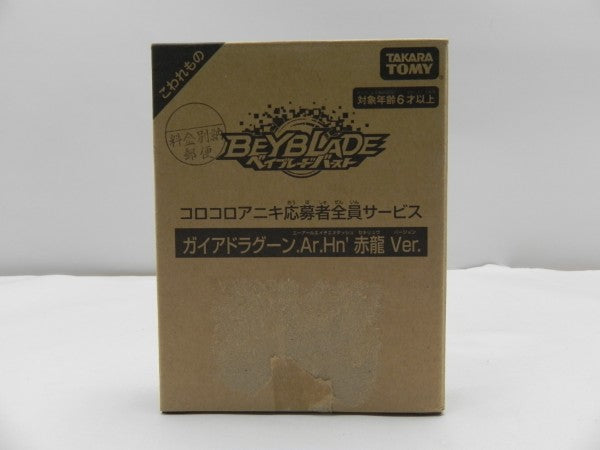 こわれもの
TAKARA
TOMY
対象年齢6才以上
料金別納
郵便
BEYBLADE
ベイブレードバースト
コロコロアニキ応募者全員サービス
ガイアドラグーン.Ar.Hn' 赤龍 Ver.